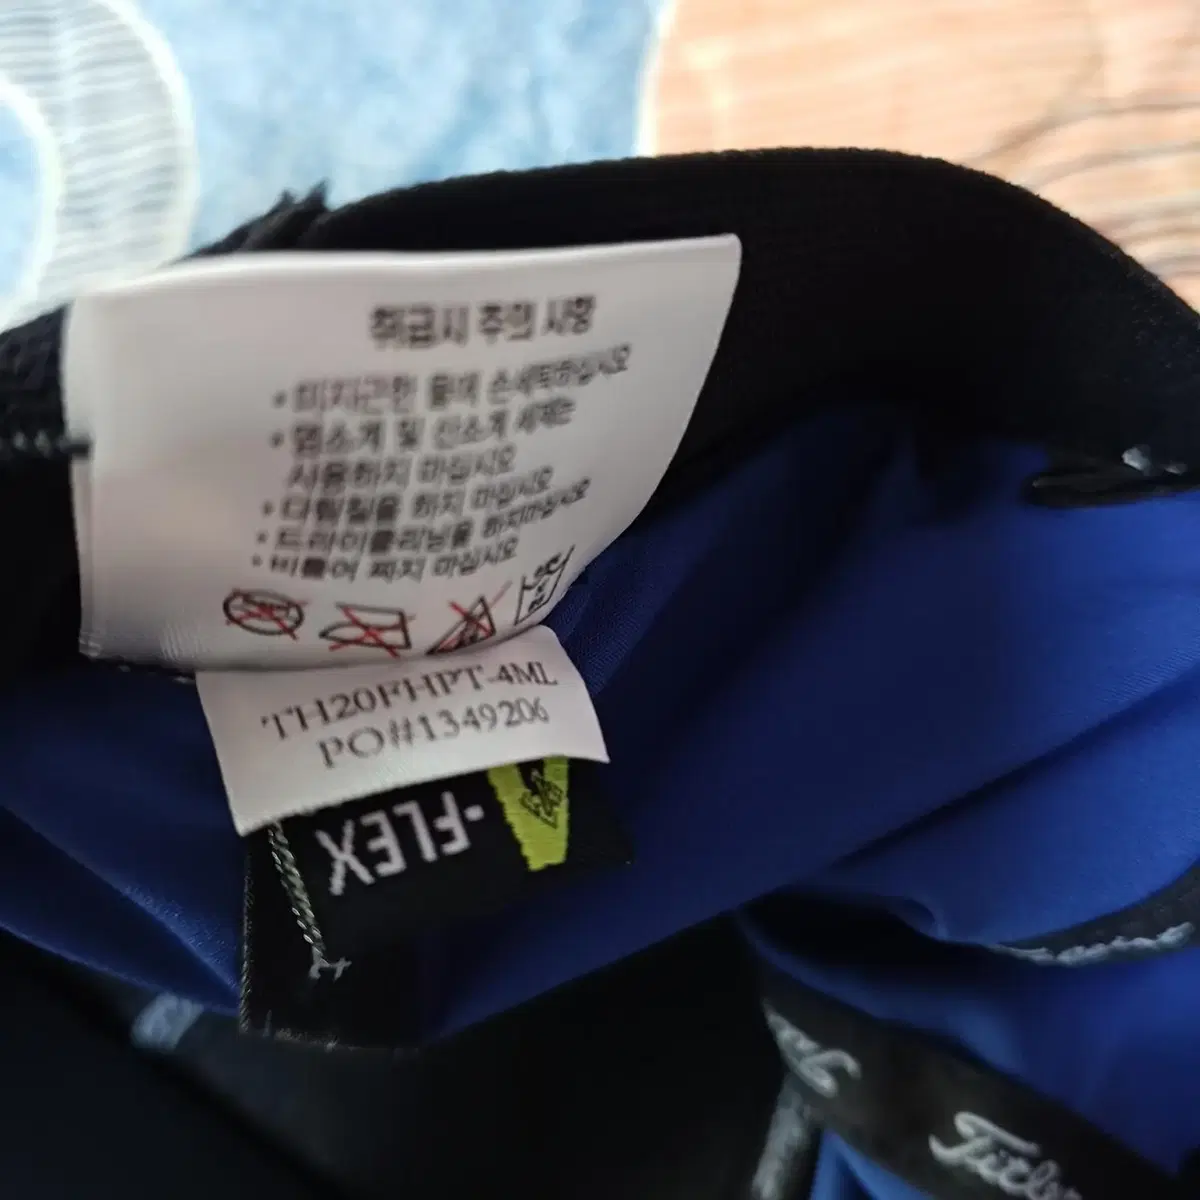 취급시 주의 사항
• 미지근한 물에 손세탁하십시오
• 염소계 및 산소계 세제는
사용하지 마십시오
• 다림질을 하지 마십시오
• 드라이클리닝을 하지마십시오
• 비틀어 짜지 마십시오
TH20FHPT-4ML
PO#1349206
-FLEX